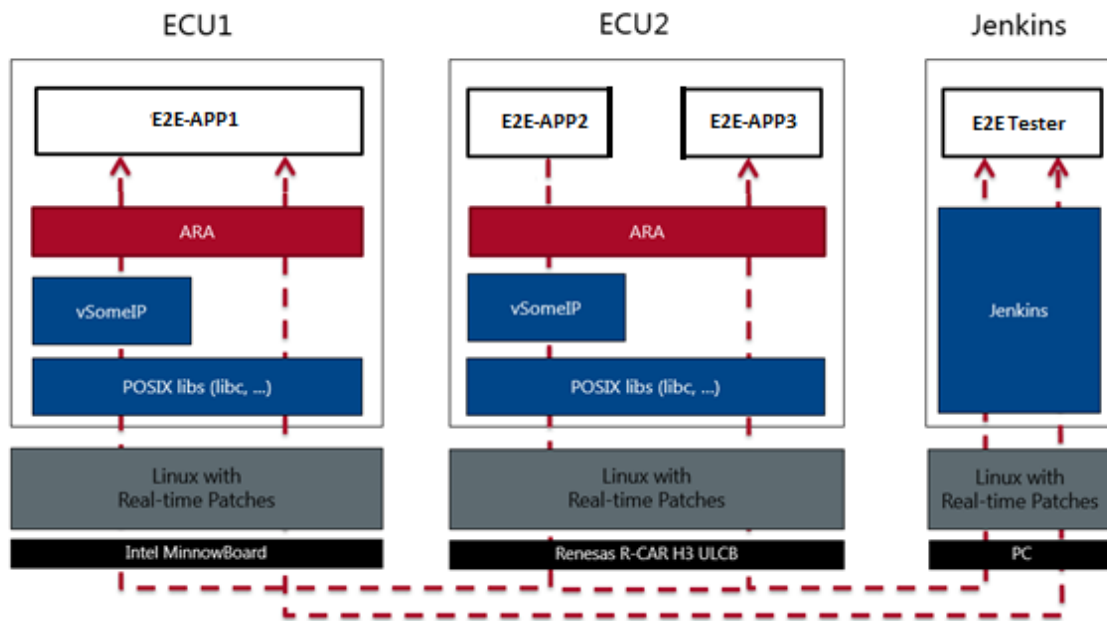 ECU1
ECU2
Jenkins
E2E-APP1
E2E-APP2
E2E-APP3
E2E Tester
ARA
ARA
vSomeIP
vSomeIP
Jenkins
POSIX libs (libc, ...)
POSIX libs (libc, ...)
Linux with
Real-time Patches
Linux with
Real-time Patches
Linux with
Real-time Patches
Intel MinnowBoard
Renesas R-CAR H3 ULCB
PC